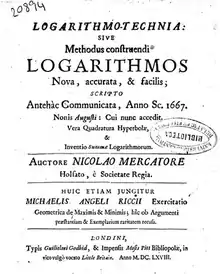 20894
LOGARITHMO-TECHNIA:
SIVE
Methodus construendi
LOGARITHMOS
Nova, accurata, & facilis;
SCRIPTO
Antehàc Communicata, Anno Sc. 1667.
Nonis Augusti: Cui nunc accedit.
Vera Quadratura Hyperbolæ,
&
Inventio Summæ Logarithmorum.
AUCTORE NICOLAO MERCATORE
Holsato, è Societate Regia.
HUIC ETIAM JUNGITUR
MICHAELIS ANGELI RICCII Exercitatio
Geometrica de Maximis & Minimis; hîc ob Argumenti
præstantiam & Exemplarium raritatem recusa.
LONDINI,
Typis Guilielmi Godbid, & Impensis Mosis Pitt Bibliopolæ, in
vico vulgò vocato Little Britain. Anno M. DC. LXVIII.